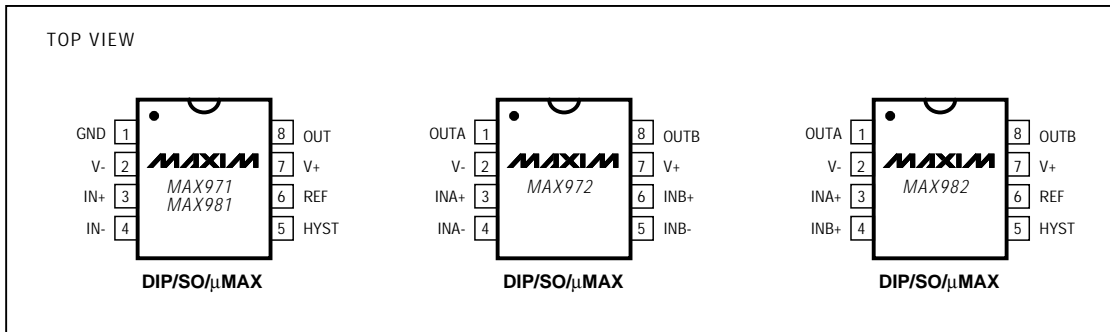 TOP VIEW
GND 1
V- 2
IN+ 3
IN- 4
MAXIM
MAX971
MAX981
8 OUT
7 V+
6 REF
5 HYST
DIP/SO/μMAX
OUTA 1
V- 2
INA+ 3
INA- 4
MAXIM
MAX972
8 OUTB
7 V+
6 INB+
5 INB-
DIP/SO/μMAX
OUTA 1
V- 2
INA+ 3
INB+ 4
MAXIM
MAX982
8 OUTB
7 V+
6 REF
5 HYST
DIP/SO/μMAX